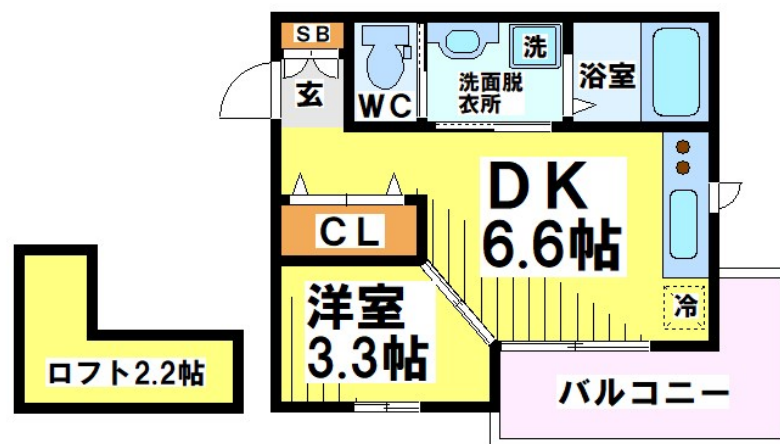 SB
玄
WC
洗
洗面脱
衣所
浴室
DK
6.6帖
CL
冷
洋室
3.3帖
ロフト2.2帖
バルコニー